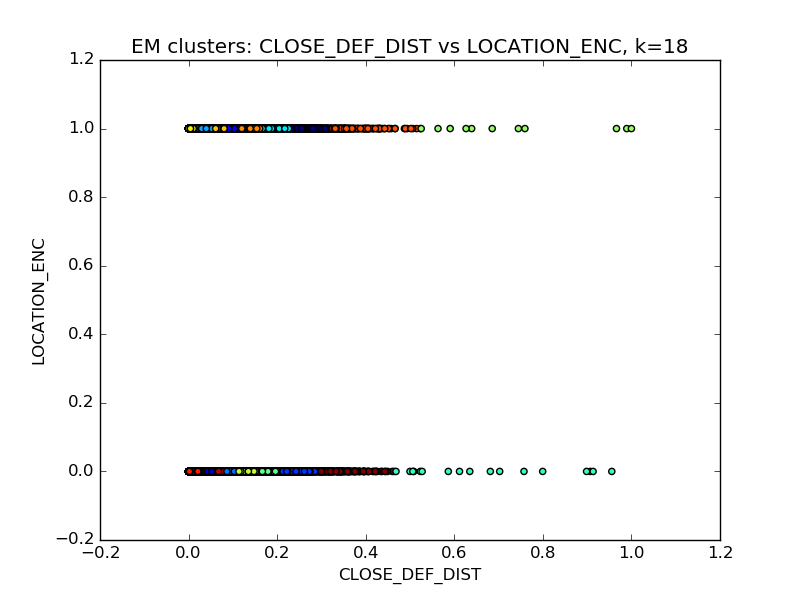 EM clusters: CLOSE_DEF_DIST vs LOCATION_ENC, k=18
1.2
1.0
0.8
0.6
0.4
0.2
0.0
−0.2
LOCATION_ENC
−0.2 0.0 0.2 0.4 0.6 0.8 1.0 1.2
CLOSE_DEF_DIST